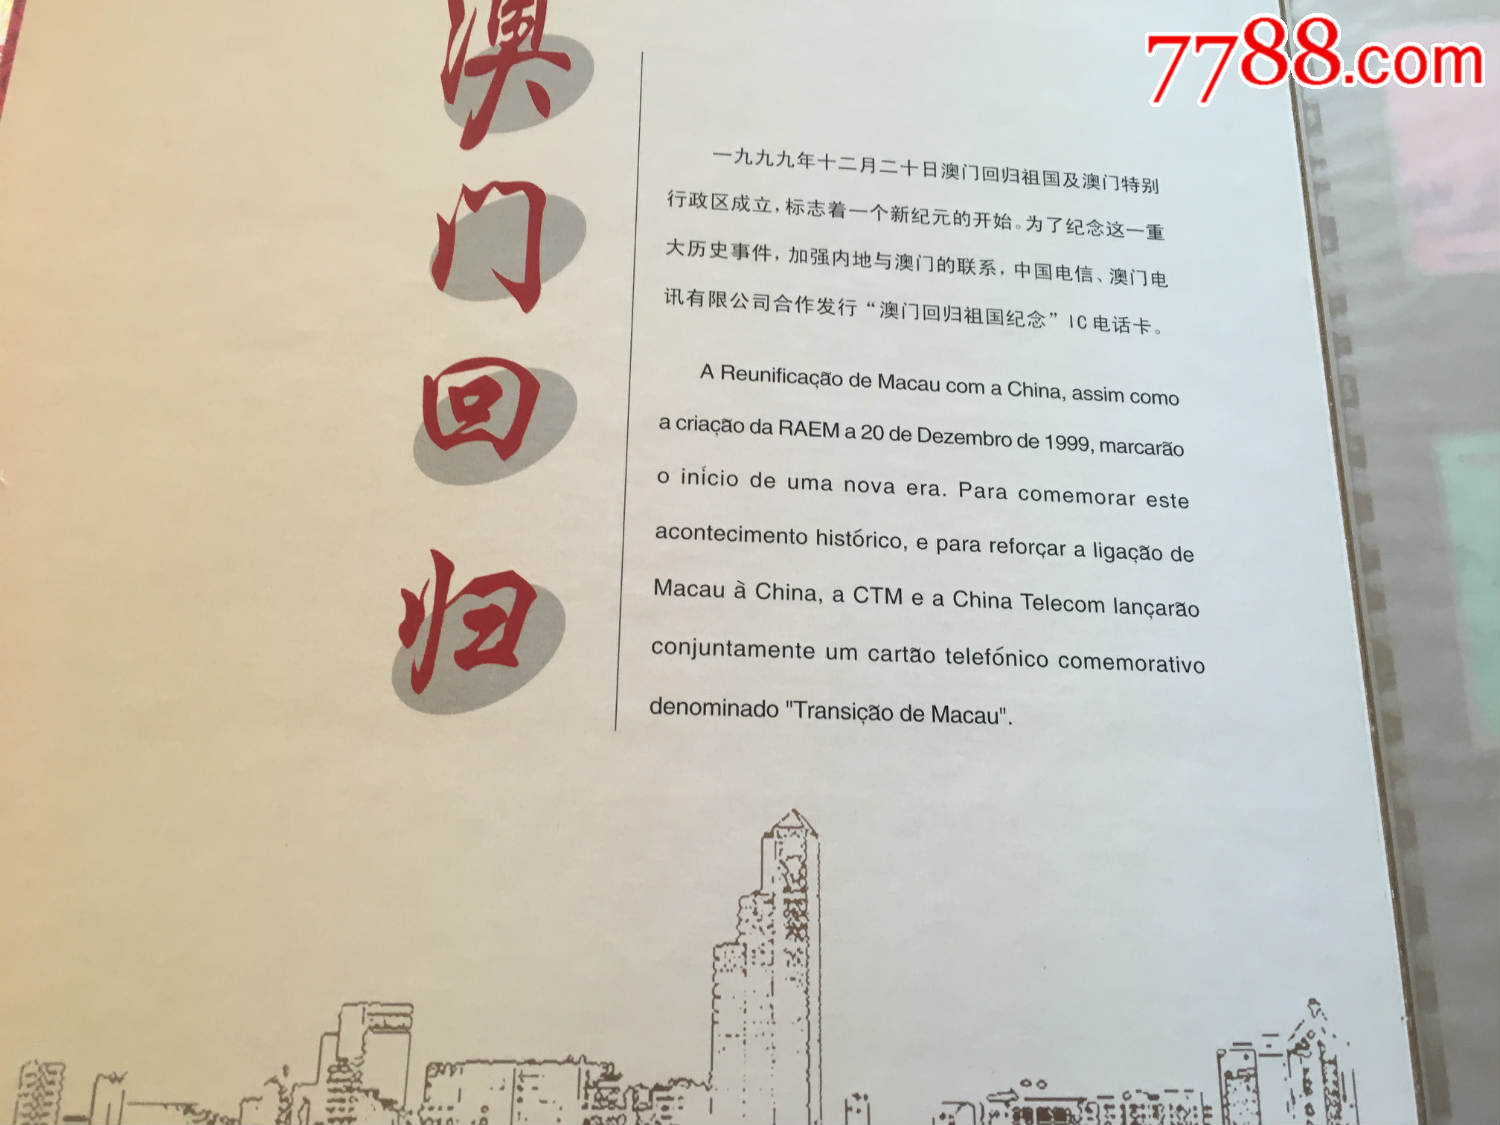 7788.com
澳
门
回
归
一九九九年十二月二十日澳门回归祖国及澳门特别
行政区成立，标志着一个新纪元的开始。为了纪念这一重
大历史事件，加强内地与澳门的联系，中国电信、澳门电
讯有限公司合作发行“澳门回归祖国纪念”IC电话卡。
A Reunificação de Macau com a China, assim como
a criação da RAEM a 20 de Dezembro de 1999, marcarão
o início de uma nova era. Para comemorar este
acontecimento histórico, e para reforçar a ligação de
Macau à China, a CTM e a China Telecom lançarão
conjuntamente um cartão telefónico comemorativo
denominado "Transição de Macau".